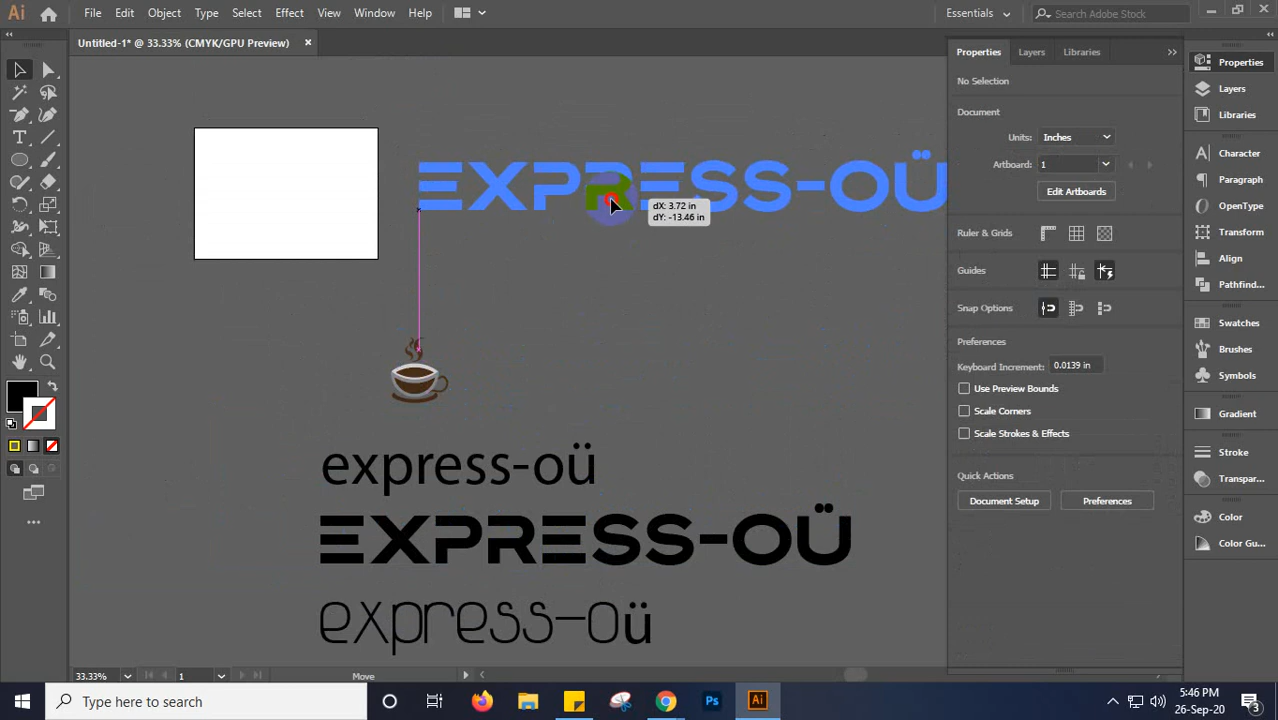 Ai File Edit Object Type Select Effect View Window Help Essentials Search Adobe Stock
Untitled-1* @ 33.33% (CMYK/GPU Preview)
EXPRESS-OÜ
dX: 3.72 in
dY: -13.46 in
express-oü
EXPRESS-OÜ
express-oü
33.33% 1 Move
Properties Layers Libraries
No Selection
Document
Units: Inches
Artboard: 1
Edit Artboards
Ruler & Grids
Guides
Snap Options
Preferences
Keyboard Increment: 0.0139 in
Use Preview Bounds
Scale Corners
Scale Strokes & Effects
Quick Actions
Document Setup Preferences
Properties
Layers
Libraries
Character
Paragraph
OpenType
Transform
Align
Pathfind...
Swatches
Brushes
Symbols
Gradient
Stroke
Transpar...
Color
Color Gu...
Type here to search
Ps Ai
5:46 PM
26-Sep-20
3